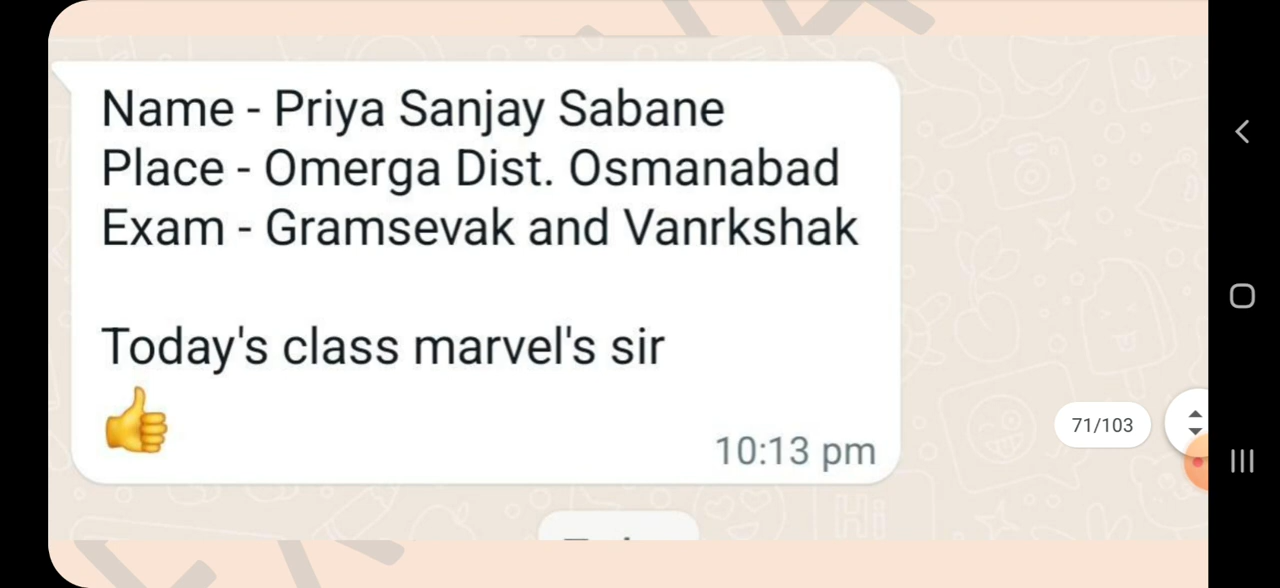 Name - Priya Sanjay Sabane
Place - Omerga Dist. Osmanabad
Exam - Gramsevak and Vanrkshak
Today's class marvel's sir
👍
10:13 pm
71/103
Hi